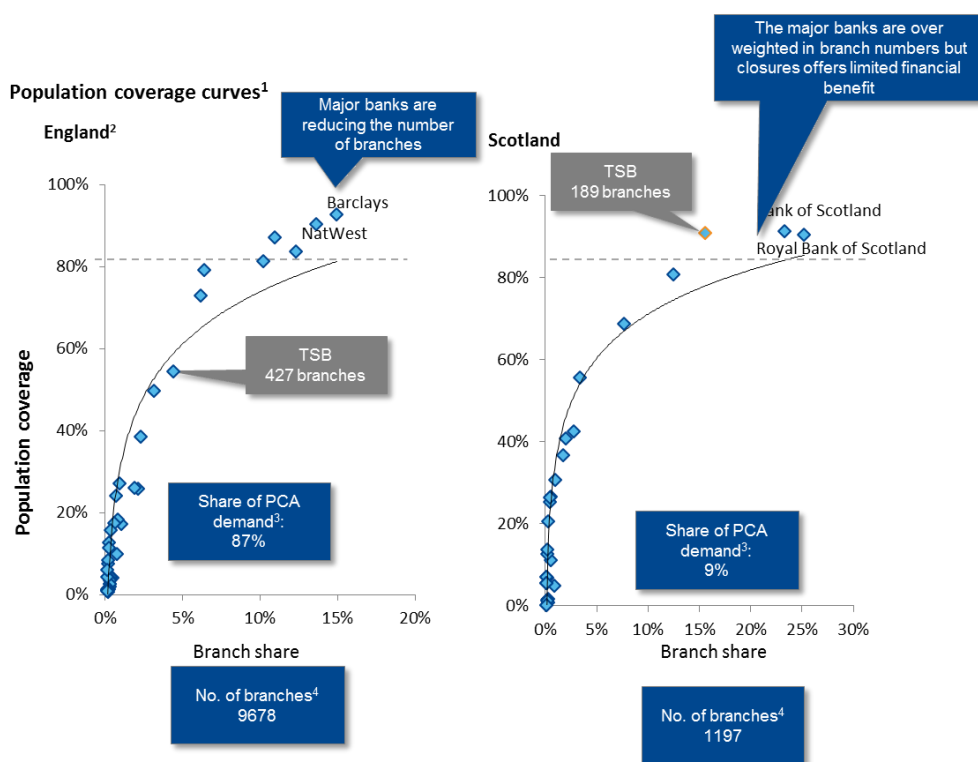 The major banks are over
weighted in branch numbers but
closures offers limited financial
benefit
Population coverage curves1
Major banks are
reducing the number
of branches
England2
Scotland
TSB
189 branches
100%
80%
60%
40%
20%
0%
Population coverage
Barclays
NatWest
TSB
427 branches
Share of PCA
demand3:
87%
0% 5% 10% 15% 20%
Branch share
No. of branches4
9678
100%
80%
60%
40%
20%
0%
ank of Scotland
Royal Bank of Scotland
Share of PCA
demand3:
9%
0% 5% 10% 15% 20% 25% 30%
Branch share
No. of branches4
1197